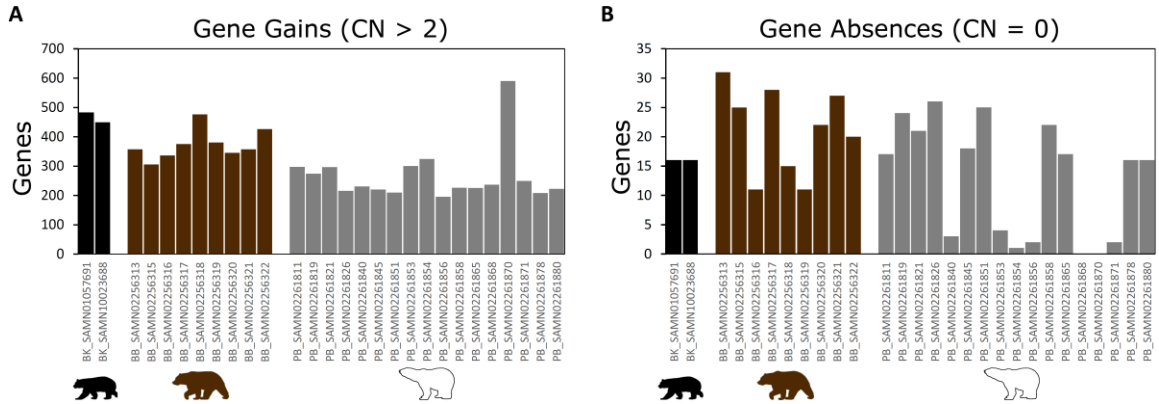 A
Gene Gains (CN > 2)
700
600
500
400
300
200
100
0
Genes
BK_SAMN01057691
BK_SAMN10023688
BB_SAMN02256313
BB_SAMN02256315
BB_SAMN02256316
BB_SAMN02256317
BB_SAMN02256318
BB_SAMN02256319
BB_SAMN02256320
BB_SAMN02256321
BB_SAMN02256322
PB_SAMN02261811
PB_SAMN02261819
PB_SAMN02261821
PB_SAMN02261826
PB_SAMN02261840
PB_SAMN02261845
PB_SAMN02261851
PB_SAMN02261853
PB_SAMN02261854
PB_SAMN02261856
PB_SAMN02261858
PB_SAMN02261865
PB_SAMN02261868
PB_SAMN02261870
PB_SAMN02261871
PB_SAMN02261878
PB_SAMN02261880
B
Gene Absences (CN = 0)
35
30
25
20
15
10
5
0
Genes
BK_SAMN01057691
BK_SAMN10023688
BB_SAMN02256313
BB_SAMN02256315
BB_SAMN02256316
BB_SAMN02256317
BB_SAMN02256318
BB_SAMN02256319
BB_SAMN02256320
BB_SAMN02256321
BB_SAMN02256322
PB_SAMN02261811
PB_SAMN02261819
PB_SAMN02261821
PB_SAMN02261826
PB_SAMN02261840
PB_SAMN02261845
PB_SAMN02261851
PB_SAMN02261853
PB_SAMN02261854
PB_SAMN02261856
PB_SAMN02261858
PB_SAMN02261865
PB_SAMN02261868
PB_SAMN02261870
PB_SAMN02261871
PB_SAMN02261878
PB_SAMN02261880